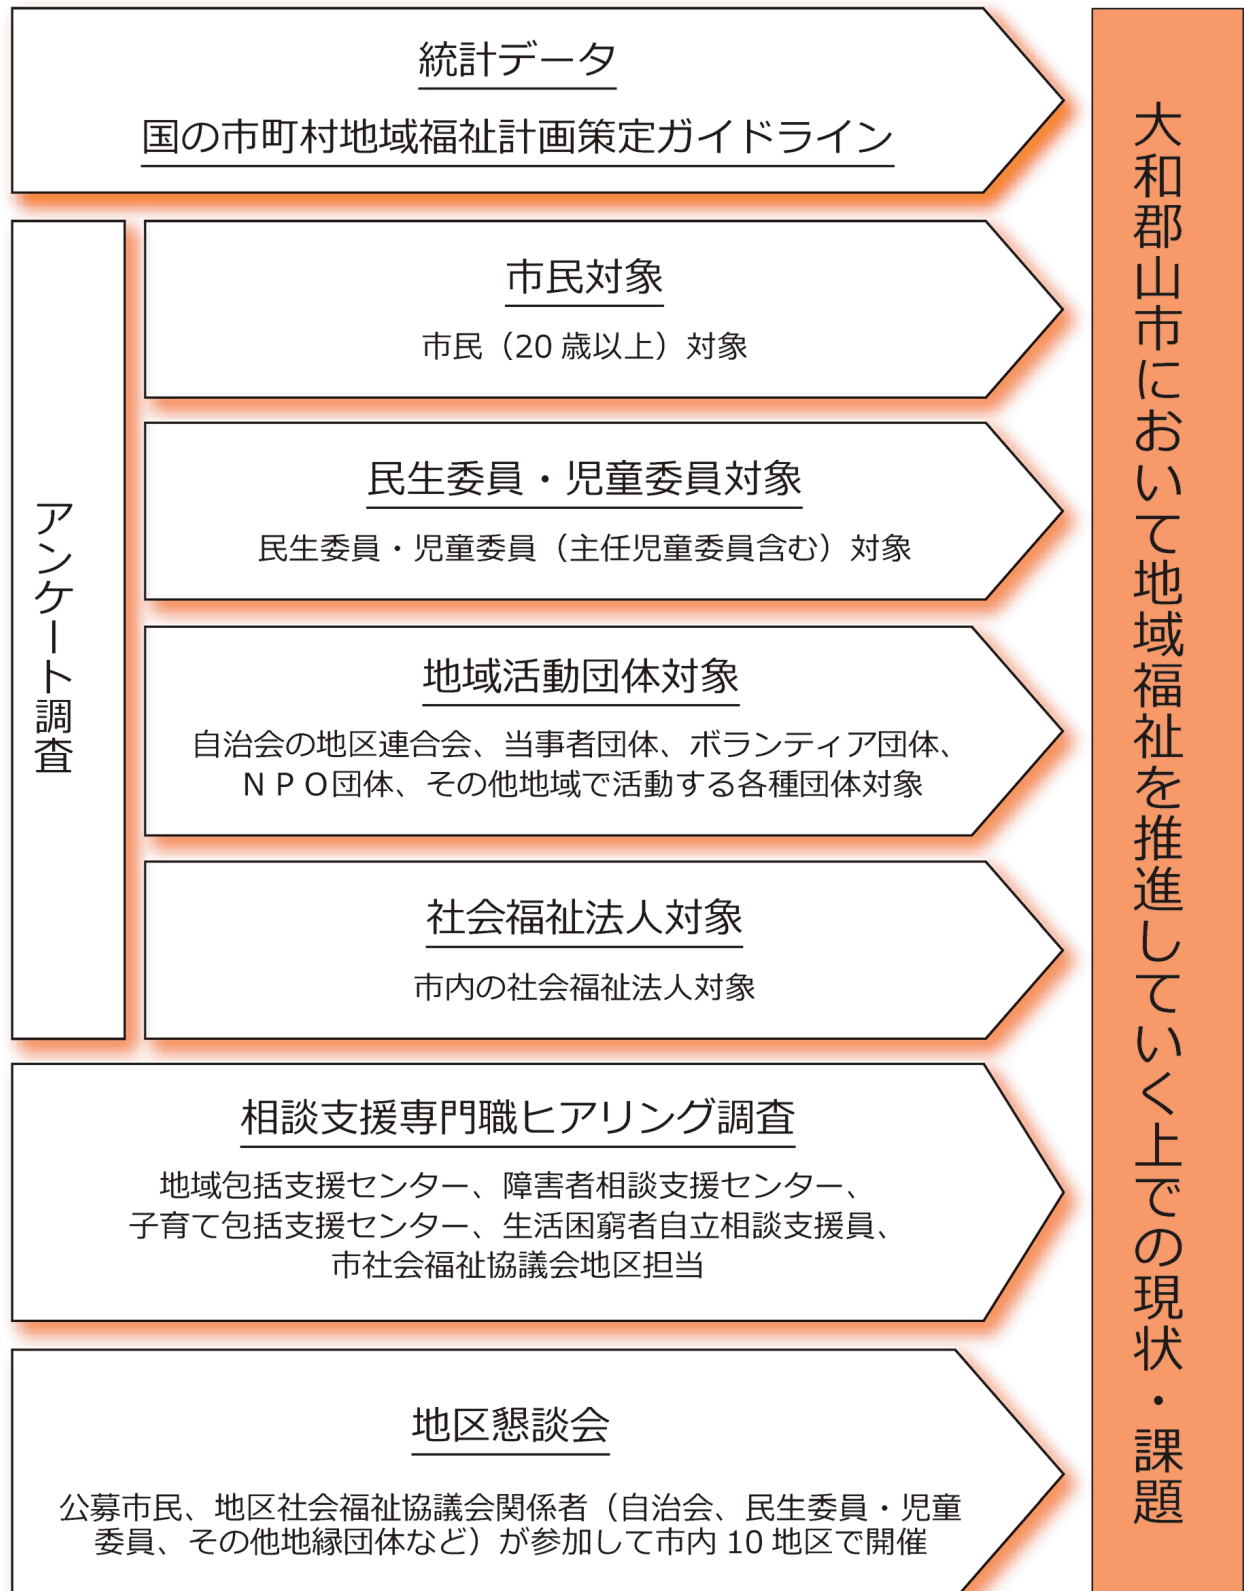 統計データ
国の市町村地域福祉計画策定ガイドライン
アンケート調査
市民対象
市民（20 歳以上）対象
民生委員・児童委員対象
民生委員・児童委員（主任児童委員含む）対象
地域活動団体対象
自治会の地区連合会、当事者団体、ボランティア団体、
ＮＰＯ団体、その他地域で活動する各種団体対象
社会福祉法人対象
市内の社会福祉法人対象
相談支援専門職ヒアリング調査
地域包括支援センター、障害者相談支援センター、
子育て包括支援センター、生活困窮者自立相談支援員、
市社会福祉協議会地区担当
地区懇談会
公募市民、地区社会福祉協議会関係者（自治会、民生委員・児童
委員、その他地縁団体など）が参加して市内 10 地区で開催
大和郡山市において地域福祉を推進していく上での現状・課題